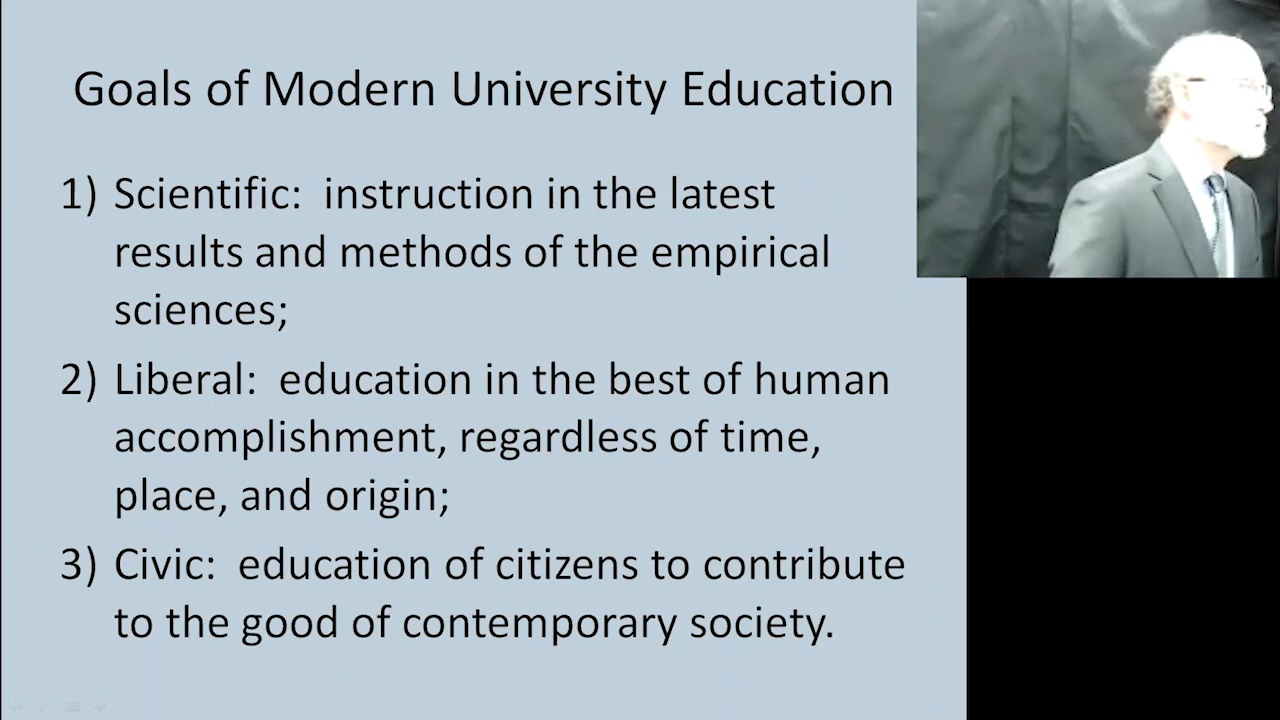 Goals of Modern University Education
1) Scientific:  instruction in the latest
results and methods of the empirical
sciences;
2) Liberal:  education in the best of human
accomplishment, regardless of time,
place, and origin;
3) Civic:  education of citizens to contribute
to the good of contemporary society.